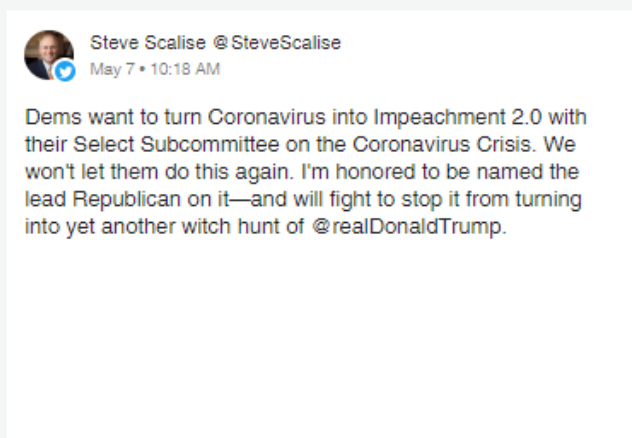 Steve Scalise @SteveScalise
May 7 • 10:18 AM
Dems want to turn Coronavirus into Impeachment 2.0 with
their Select Subcommittee on the Coronavirus Crisis. We
won't let them do this again. I'm honored to be named the
lead Republican on it—and will fight to stop it from turning
into yet another witch hunt of @realDonaldTrump.